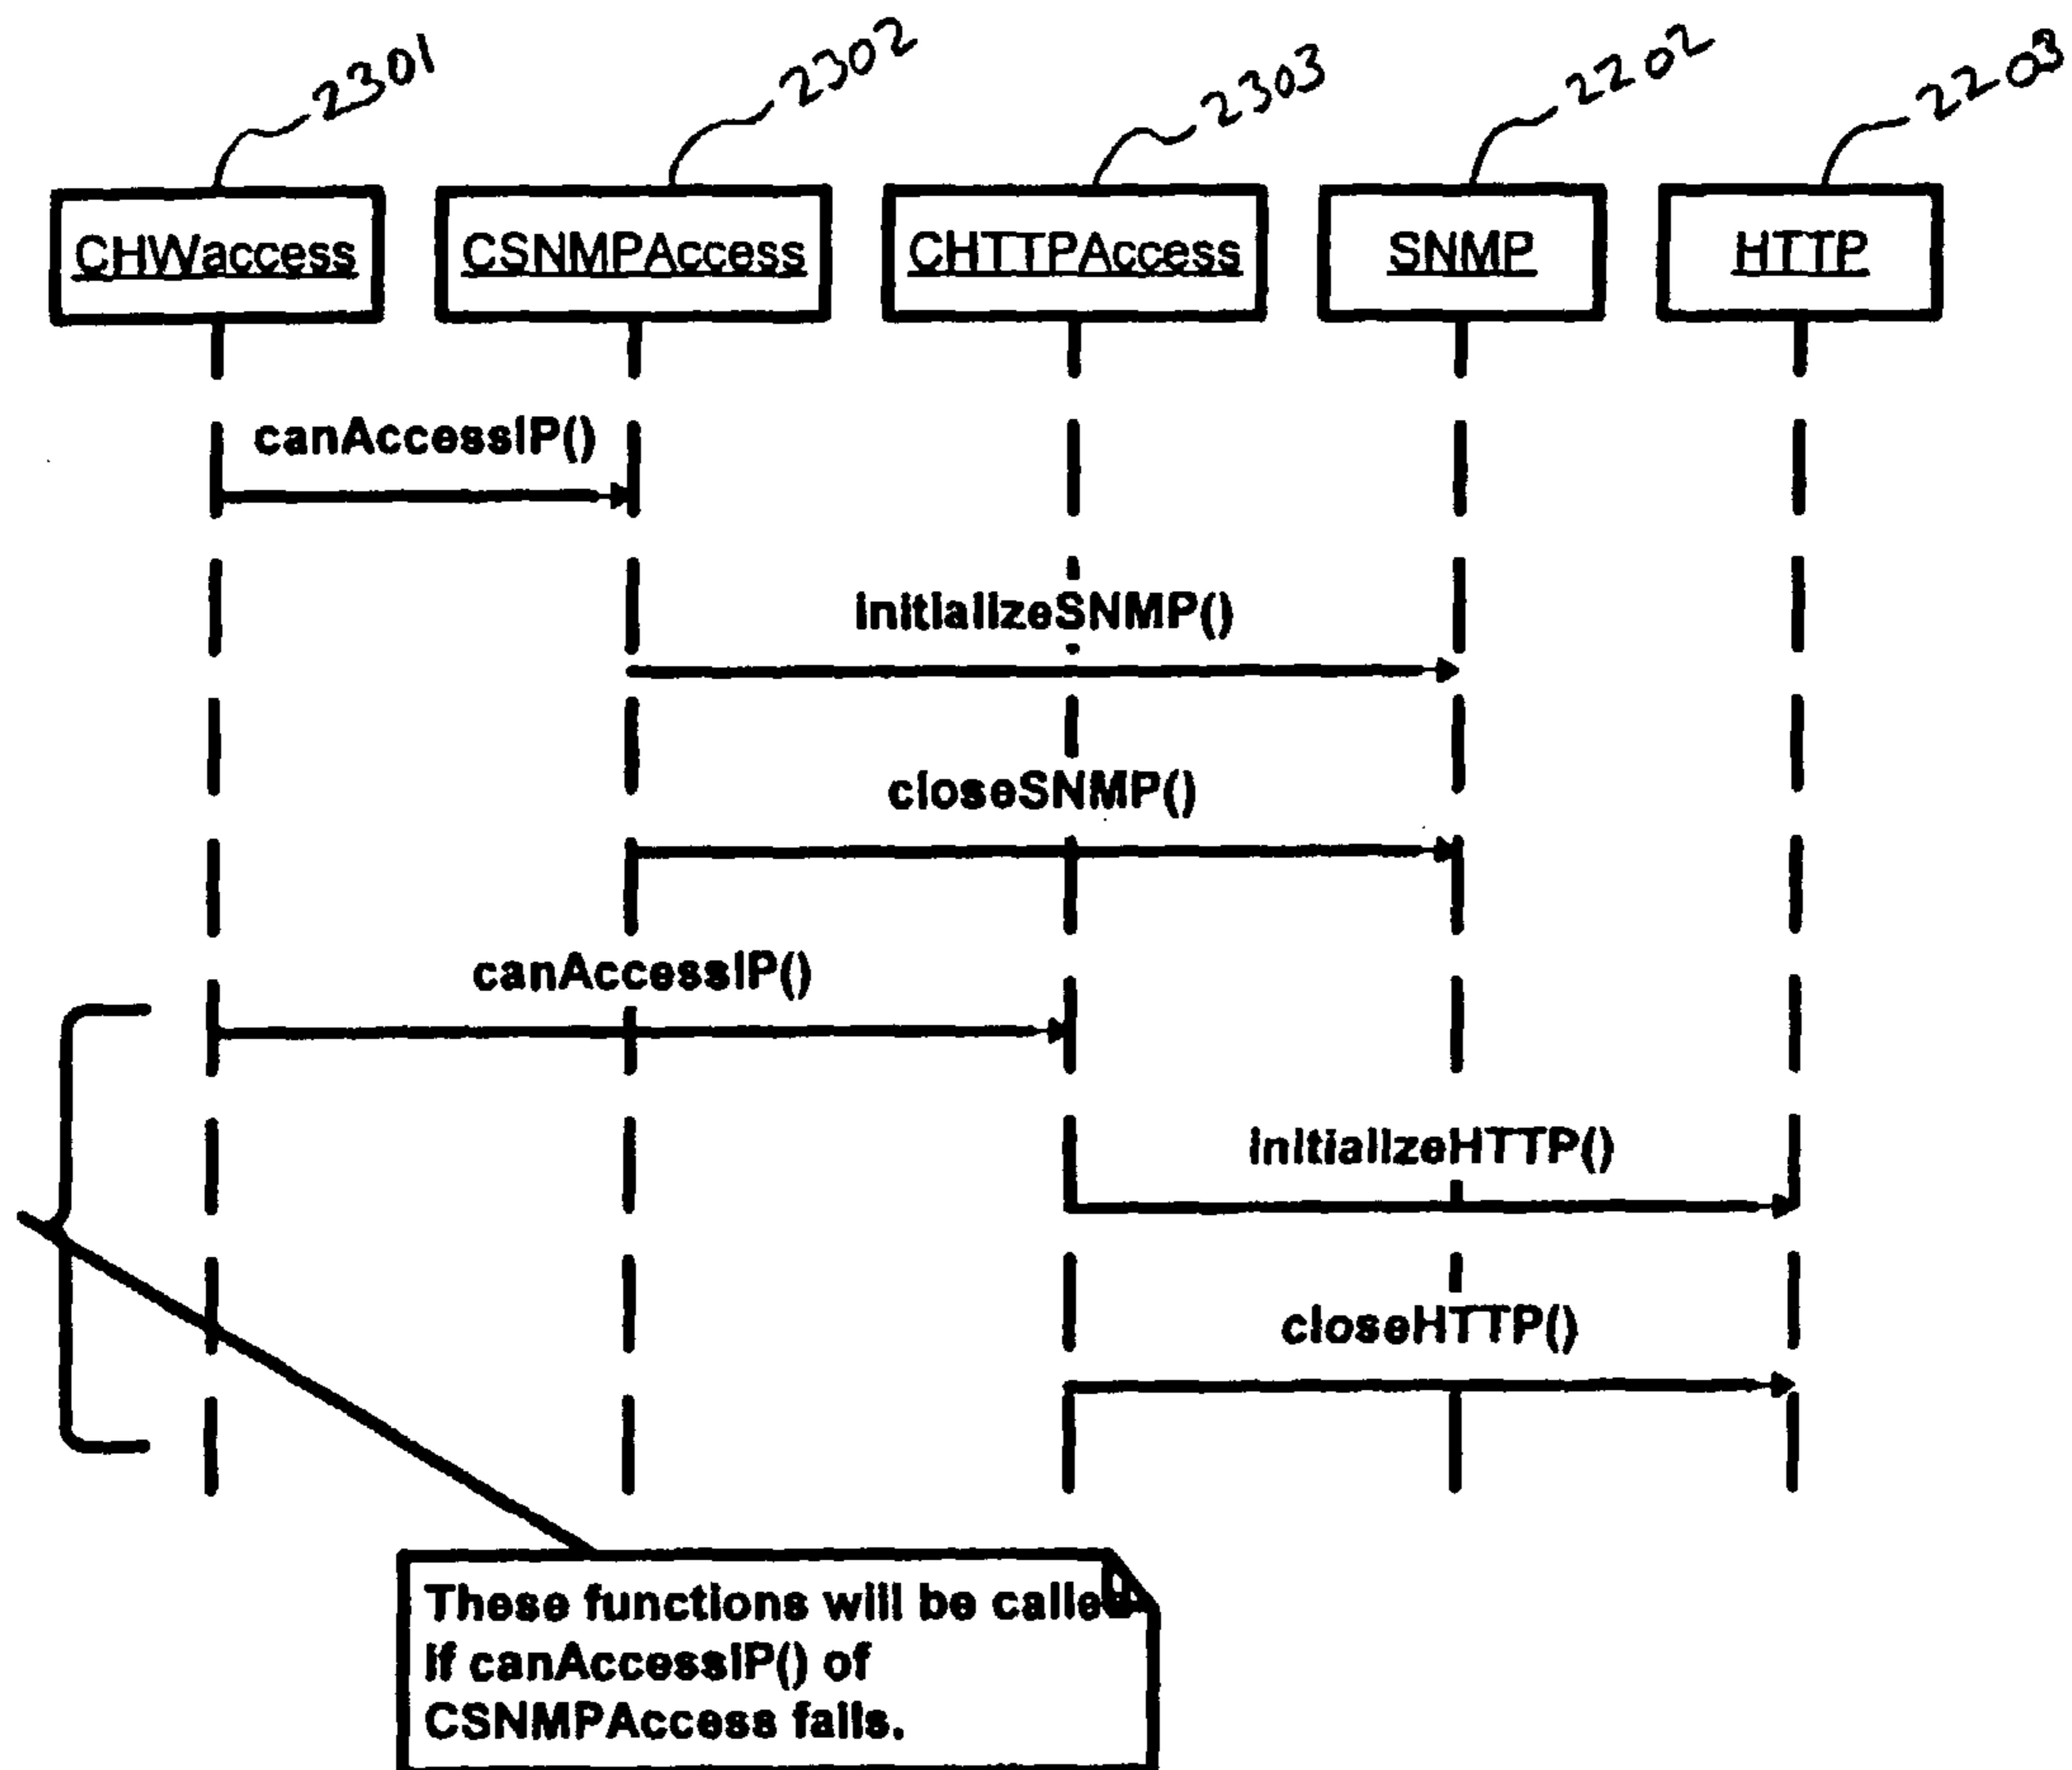 2301 2302 2303 2202 2203
CHWaccess CSNMPAccess CHTTPAccess SNMP HTTP
canAccessIP()
initializeSNMP()
closeSNMP()
canAccessIP()
initializeHTTP()
closeHTTP()
These functions will be called
if canAccessIP() of
CSNMPAccess fails.